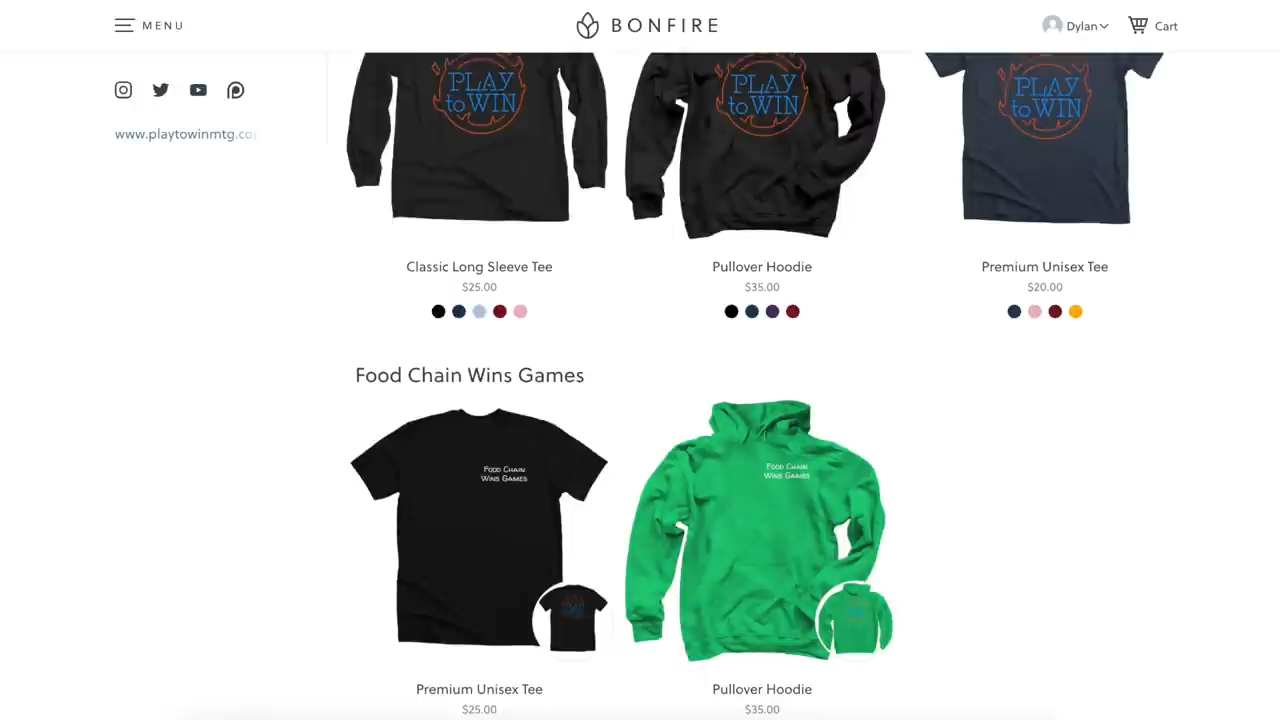 MENU
BONFIRE
Dylan
Cart
www.playtowinmtg.co
PLAY
to WIN
PLAY
to WIN
PLAY
to WIN
Classic Long Sleeve Tee
$25.00
Pullover Hoodie
$35.00
Premium Unisex Tee
$20.00
Food Chain Wins Games
Food Chain
Wins Games
Food Chain
Wins Games
Premium Unisex Tee
$25.00
Pullover Hoodie
$35.00